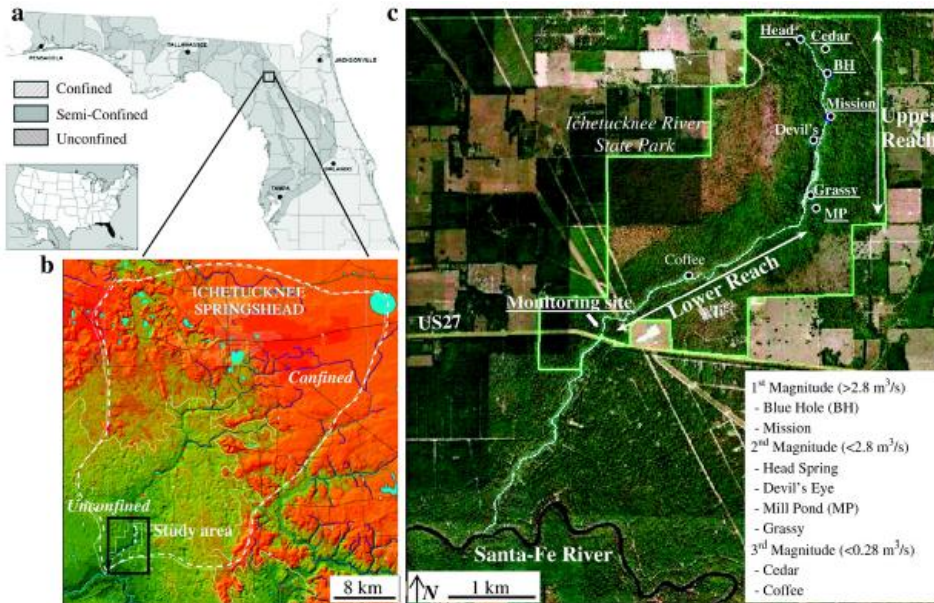 a
PENSACOLA
TALLAHASSEE
JACKSONVILLE
Confined
Semi-Confined
Unconfined
ORLANDO
TAMPA
b
ICHETUCKNEE
SPRINGSHEAD
Confined
Unconfined
Study area
8 km
c
Head
Cedar
BH
Mission
Ichetucknee River
State Park
Devil's
Upper
Reach
Grassy
MP
Coffee
Lower Reach
Monitoring site
US27
Santa-Fe River
N
1 km
1st Magnitude (>2.8 m³/s)
- Blue Hole (BH)
- Mission
2nd Magnitude (<2.8 m³/s)
- Head Spring
- Devil's Eye
- Mill Pond (MP)
- Grassy
3rd Magnitude (<0.28 m³/s)
- Cedar
- Coffee